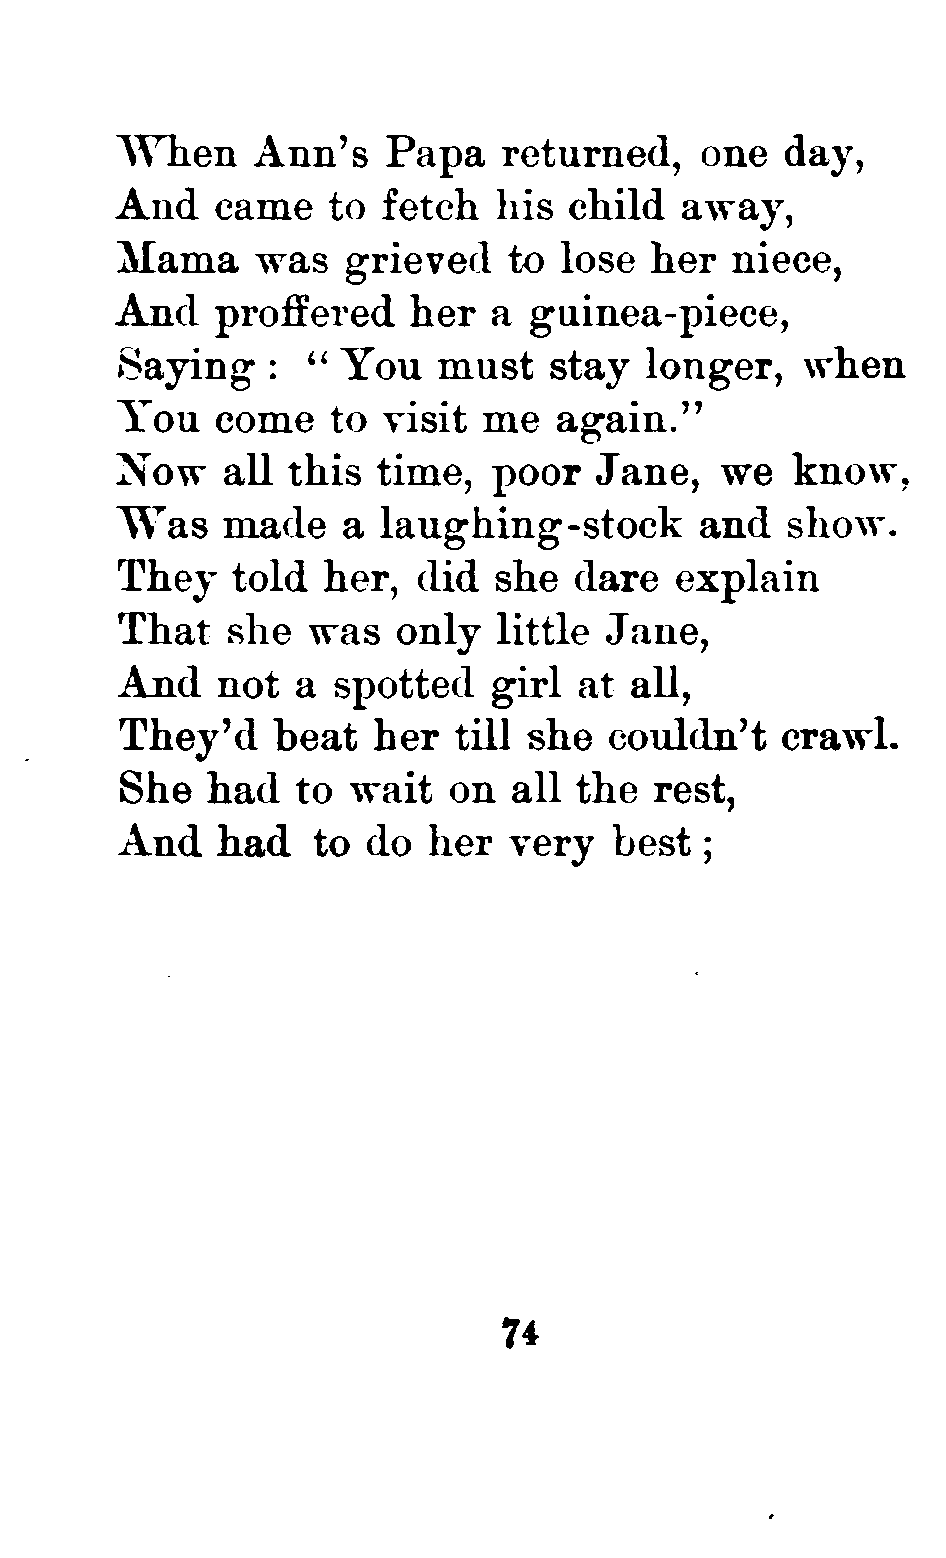 When Ann's Papa returned, one day,
And came to fetch his child away,
Mama was grieved to lose her niece,
And proffered her a guinea-piece,
Saying : “ You must stay longer, when
You come to visit me again.”
Now all this time, poor Jane, we know,
Was made a laughing-stock and show.
They told her, did she dare explain
That she was only little Jane,
And not a spotted girl at all,
They'd beat her till she couldn't crawl.
She had to wait on all the rest,
And had to do her very best ;
74